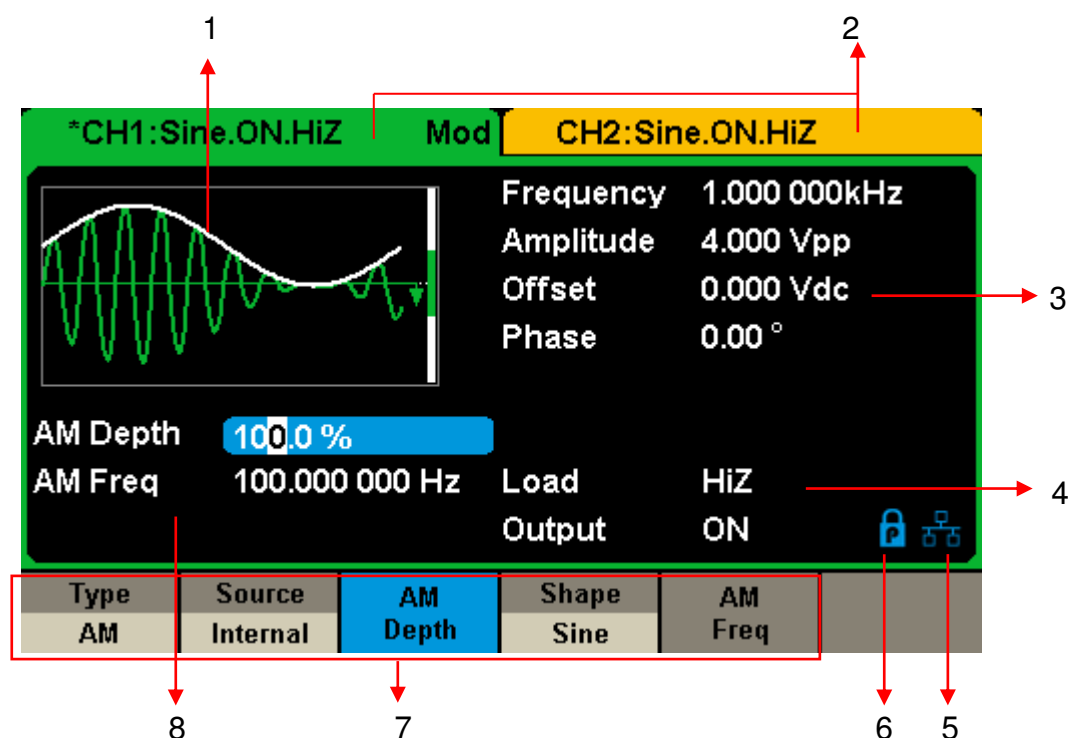 1 2
*CH1:Sine.ON.HiZ Mod CH2:Sine.ON.HiZ
Frequency 1.000 000kHz
Amplitude 4.000 Vpp
Offset 0.000 Vdc
3
Phase 0.00 °
AM Depth 100.0 %
AM Freq 100.000 000 Hz Load HiZ
4
Output ON
P
Type Source AM Depth Shape AM Freq
AM Internal Sine
8 7 6 5